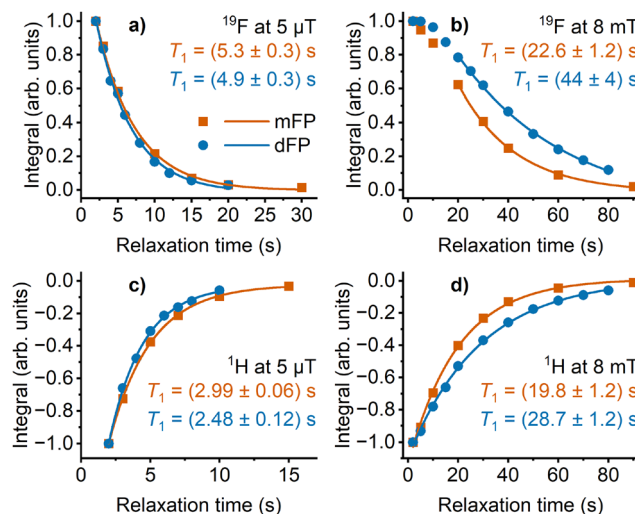 a)
¹⁹F at 5 µT
T₁ = (5.3 ± 0.3) s
T₁ = (4.9 ± 0.3) s
mFP
dFP
Integral (arb. units)
1.0
0.8
0.6
0.4
0.2
0.0
5 10 15 20 25 30
Relaxation time (s)
b)
¹⁹F at 8 mT
T₁ = (22.6 ± 1.2) s
T₁ = (44 ± 4) s
Integral (arb. units)
1.0
0.8
0.6
0.4
0.2
0.0
0 20 40 60 80
Relaxation time (s)
c)
¹H at 5 µT
T₁ = (2.99 ± 0.06) s
T₁ = (2.48 ± 0.12) s
Integral (arb. units)
0.0
−0.2
−0.4
−0.6
−0.8
−1.0
0 5 10 15
Relaxation time (s)
d)
¹H at 8 mT
T₁ = (19.8 ± 1.2) s
T₁ = (28.7 ± 1.2) s
Integral (arb. units)
0.0
−0.2
−0.4
−0.6
−0.8
−1.0
0 20 40 60 80
Relaxation time (s)